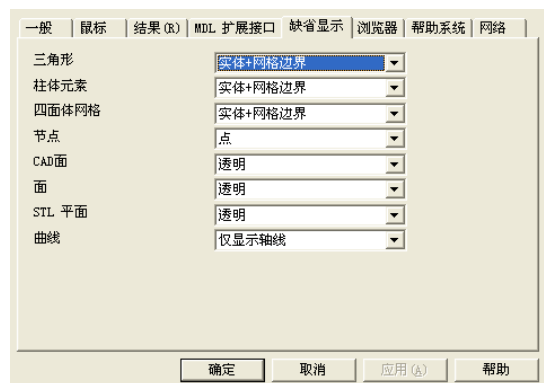 一般 鼠标 结果(R) MDL 扩展接口 缺省显示 浏览器 帮助系统 网络
三角形 实体+网格边界
柱体元素 实体+网格边界
四面体网格 实体+网格边界
节点 点
CAD面 透明
面 透明
STL 平面 透明
曲线 仅显示轴线
确定 取消 应用(A) 帮助